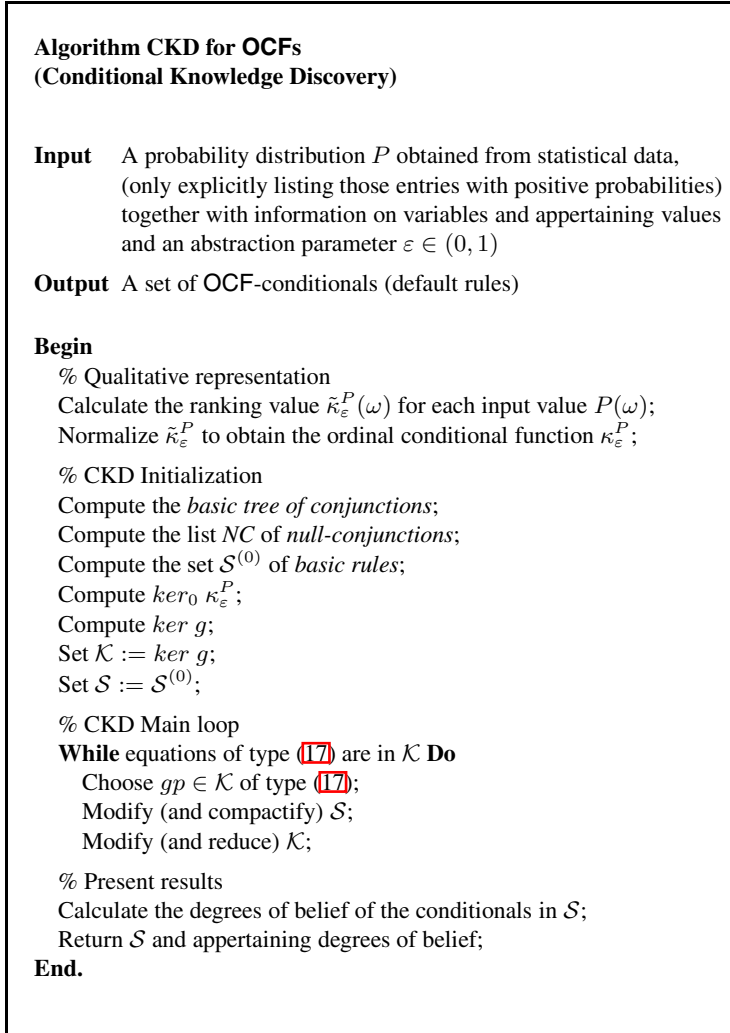 Algorithm CKD for OCFs
(Conditional Knowledge Discovery)
Input A probability distribution P obtained from statistical data,
(only explicitly listing those entries with positive probabilities)
together with information on variables and appertaining values
and an abstraction parameter ε ∈ (0, 1)
Output A set of OCF-conditionals (default rules)
Begin
% Qualitative representation
Calculate the ranking value κ̃_ε^P(ω) for each input value P(ω);
Normalize κ̃_ε^P to obtain the ordinal conditional function κ_ε^P;
% CKD Initialization
Compute the basic tree of conjunctions;
Compute the list NC of null-conjunctions;
Compute the set 𝒮^(0) of basic rules;
Compute ker₀ κ_ε^P;
Compute ker g;
Set 𝒦 := ker g;
Set 𝒮 := 𝒮^(0);
% CKD Main loop
While equations of type (17) are in 𝒦 Do
Choose gp ∈ 𝒦 of type (17);
Modify (and compactify) 𝒮;
Modify (and reduce) 𝒦;
% Present results
Calculate the degrees of belief of the conditionals in 𝒮;
Return 𝒮 and appertaining degrees of belief;
End.